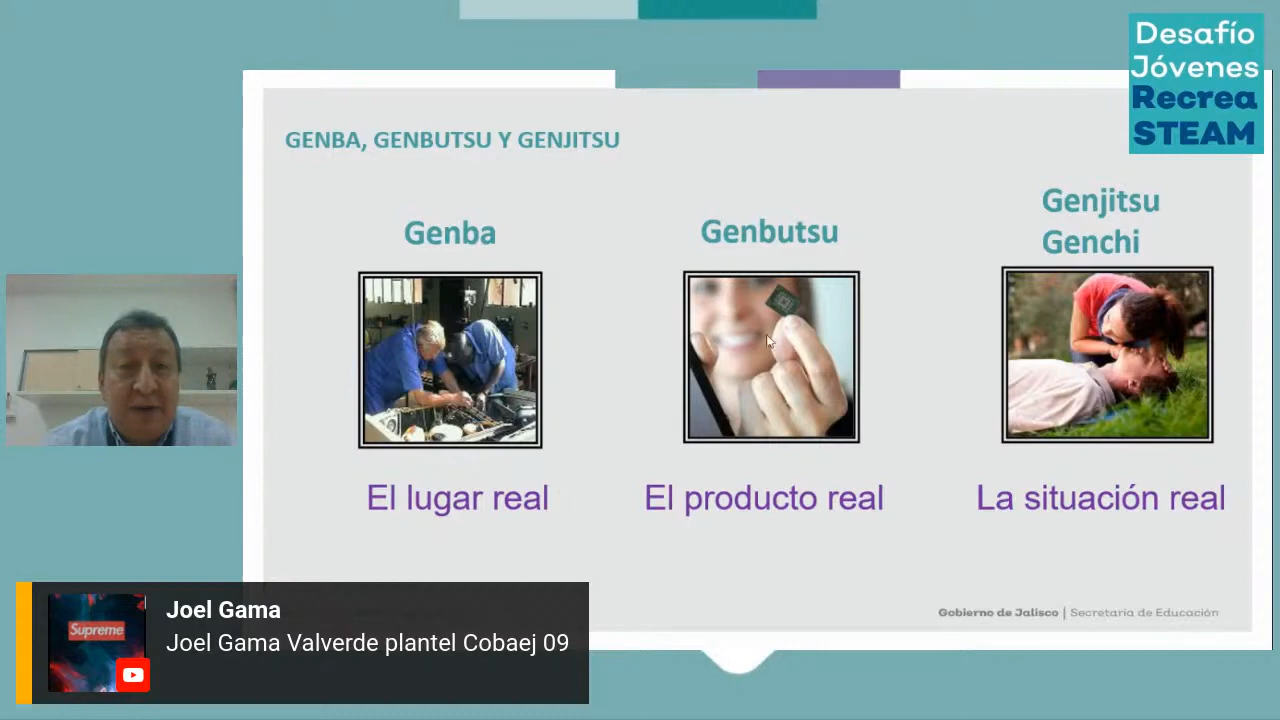 Desafío
Jóvenes
Recrea
STEAM
GENBA, GENBUTSU Y GENJITSU
Genba
Genbutsu
Genjitsu
Genchi
El lugar real
El producto real
La situación real
Gobierno de Jalisco | Secretaría de Educación
Supreme
Joel Gama
Joel Gama Valverde plantel Cobaej 09